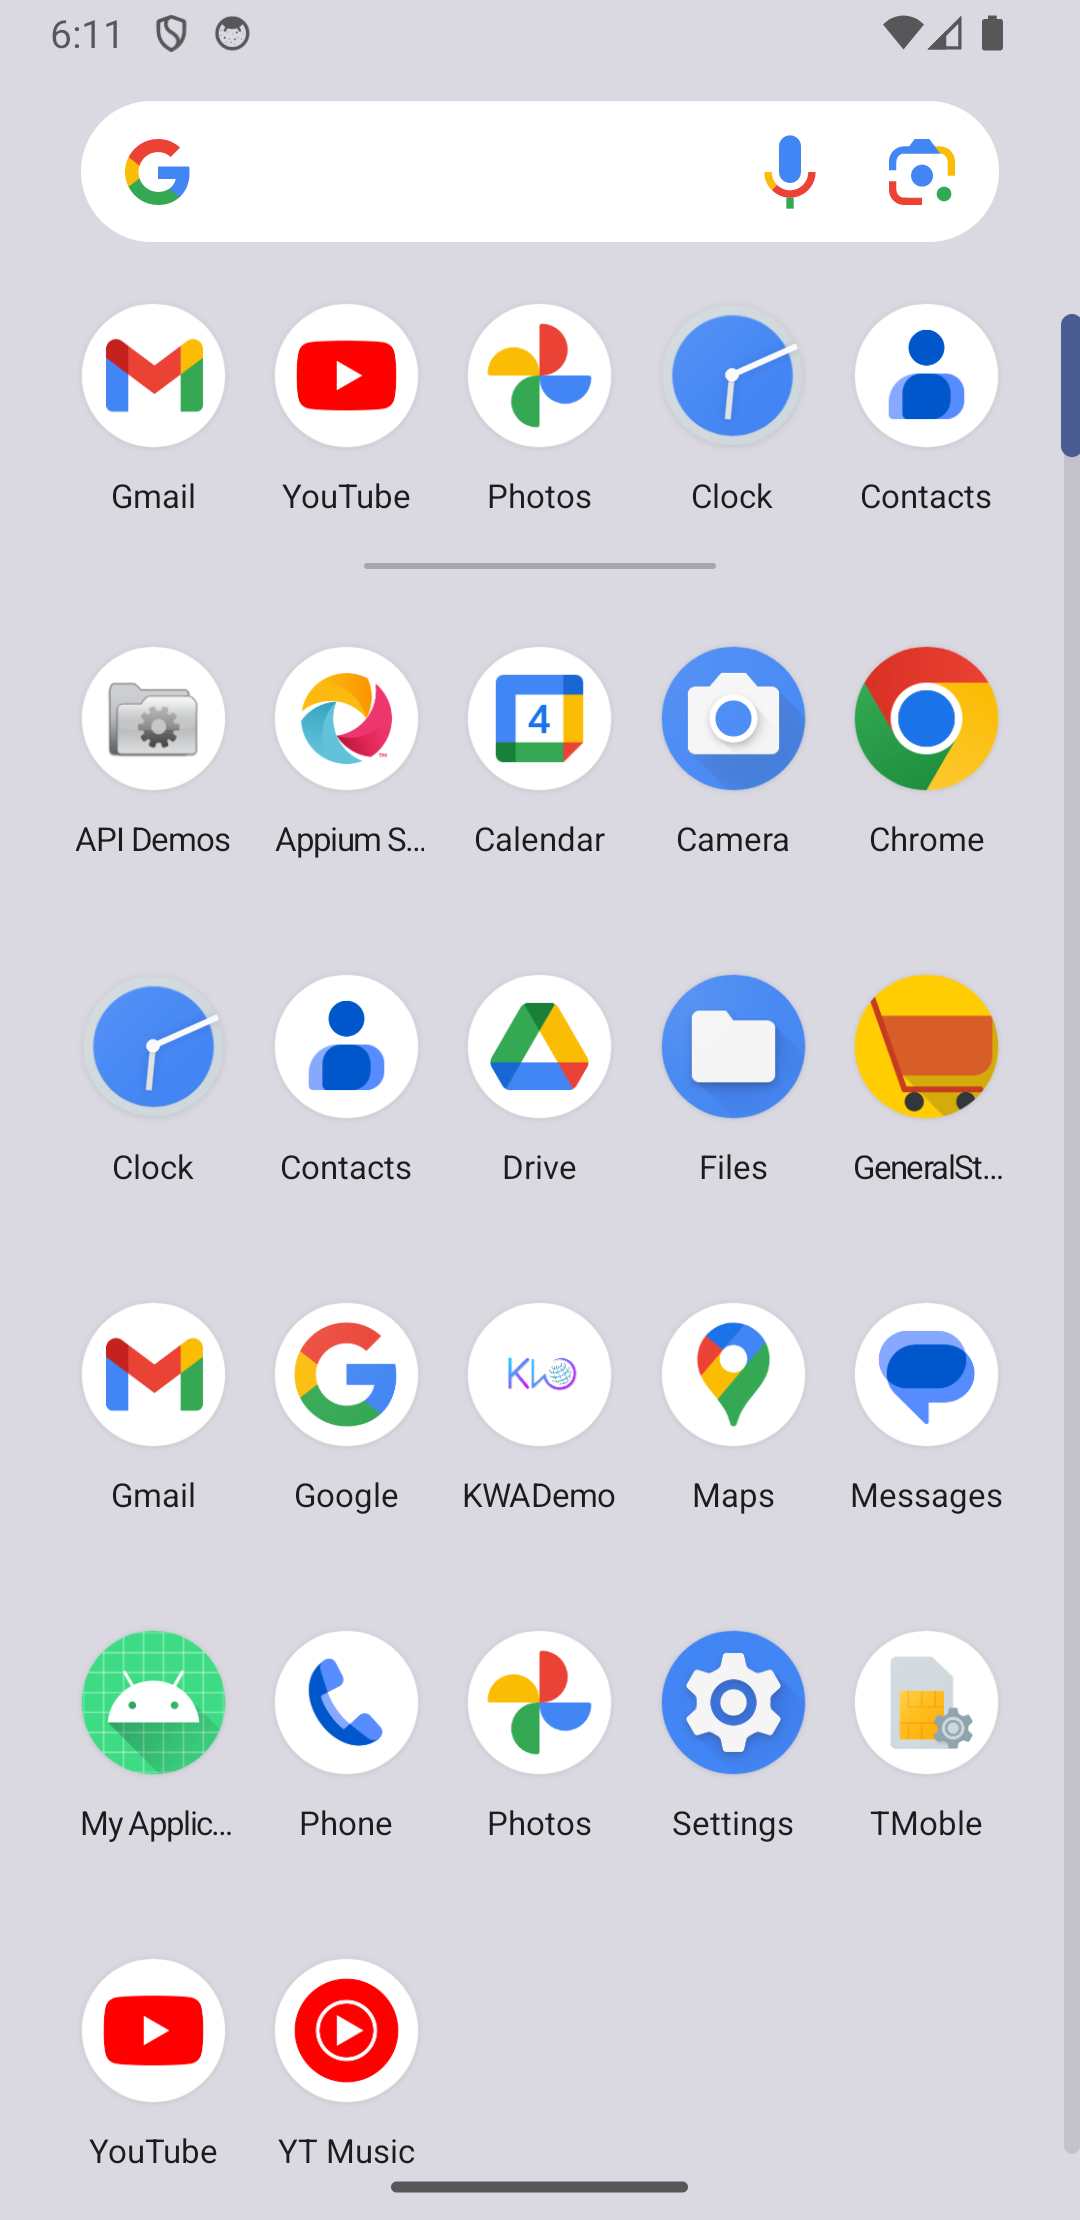 6:11
Gmail YouTube Photos Clock Contacts
API Demos Appium S... Calendar Camera Chrome
4
Clock Contacts Drive Files GeneralSt...
KWO
Gmail Google KWADemo Maps Messages
My Applic... Phone Photos Settings TMoble
YouTube YT Music